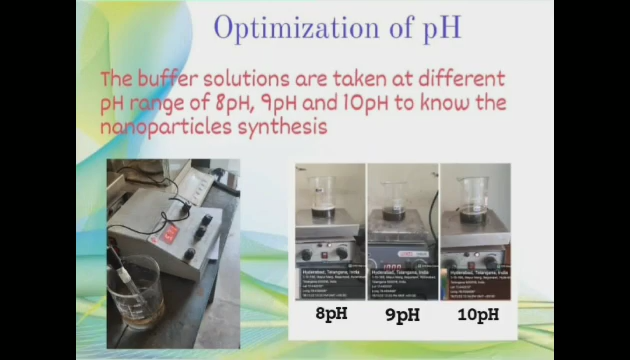 Optimization of pH
The buffer solutions are taken at different
pH range of 8pH, 9pH and 10pH to know the
nanoparticles synthesis
Hyderabad, Telangana, India
Hyderabad, Telangana, India
Hyderabad, Telangana, India
8pH
9pH
10pH